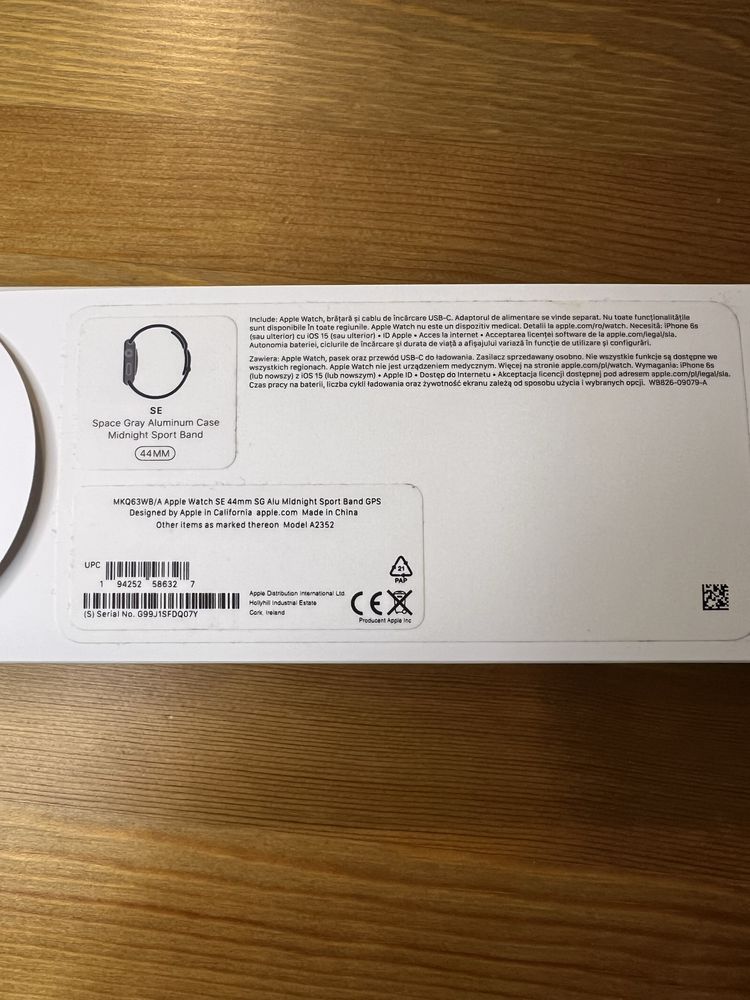 SE
Space Gray Aluminum Case
Midnight Sport Band
44MM
Include: Apple Watch, brățară și cablu de încărcare USB-C. Adaptorul de alimentare se vinde separat. Nu toate funcționalitățile
sunt disponibile în toate regiunile. Apple Watch nu este un dispozitiv medical. Detalii la apple.com/ro/watch. Necesită: iPhone 6s
(sau ulterior) cu iOS 15 (sau ulterior) • ID Apple • Acces la internet • Acceptarea licenței software de la apple.com/legal/sla.
Autonomia bateriei, ciclurile de încărcare și durata de viață a afișajului variază în funcție de utilizare și configurări.
Zawiera: Apple Watch, pasek oraz przewód USB-C do ładowania. Zasilacz sprzedawany osobno. Nie wszystkie funkcje są dostępne we
wszystkich regionach. Apple Watch nie jest urządzeniem medycznym. Więcej na stronie apple.com/pl/watch. Wymagania: iPhone 6s
(lub nowszy) z iOS 15 (lub nowszym) • Apple ID • Dostęp do Internetu • Akceptacja licencji dostępnej pod adresem apple.com/pl/legal/sla.
Czas pracy na baterii, liczba cykli ładowania oraz żywotność ekranu zależą od sposobu użycia i wybranych opcji. WB826-09079-A
MKQ63WB/A Apple Watch SE 44mm SG Alu Midnight Sport Band GPS
Designed by Apple in California apple.com Made in China
Other items as marked thereon Model A2352
UPC
1 94252 58632 7
(S) Serial No. G99J1SFDQ07Y
Apple Distribution International Ltd.
Hollyhill Industrial Estate
Cork, Ireland
21
PAP
CE
Producent Apple Inc